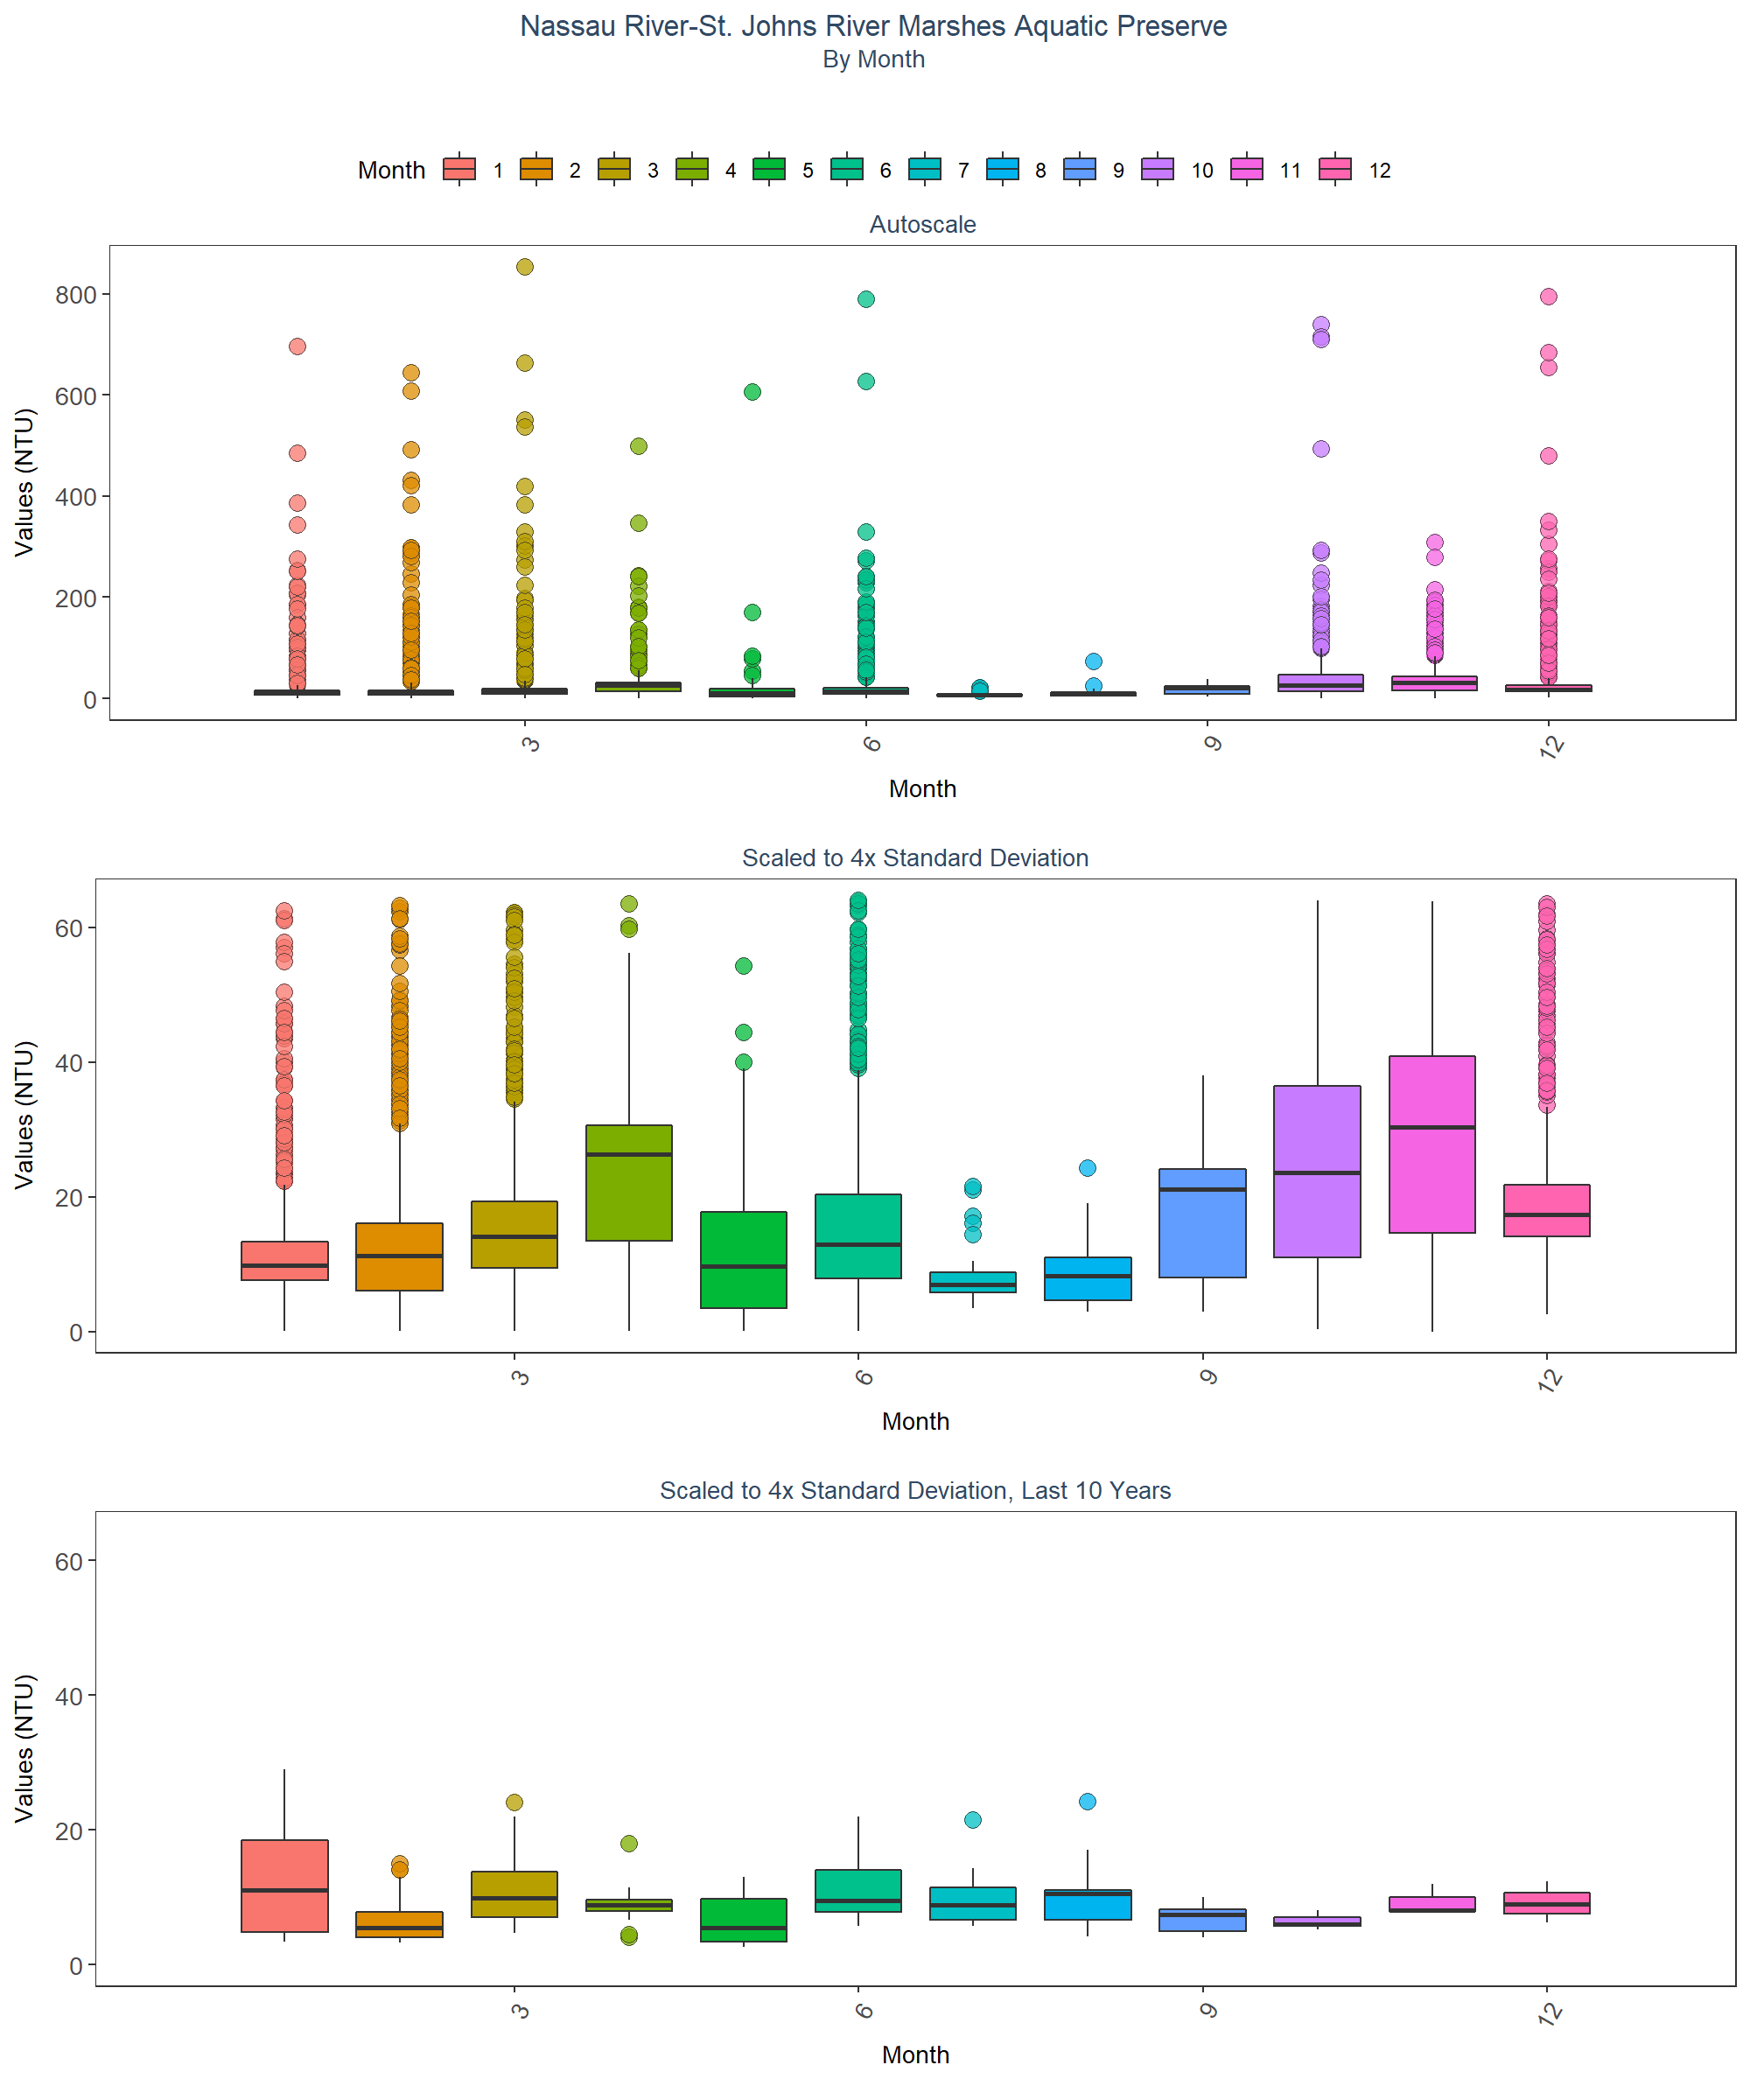 Nassau River-St. Johns River Marshes Aquatic Preserve
By Month
Month 1 2 3 4 5 6 7 8 9 10 11 12
Autoscale
Values (NTU)
800
600
400
200
0
3 6 9 12
Month
Scaled to 4x Standard Deviation
Values (NTU)
60
40
20
0
3 6 9 12
Month
Scaled to 4x Standard Deviation, Last 10 Years
Values (NTU)
60
40
20
0
3 6 9 12
Month